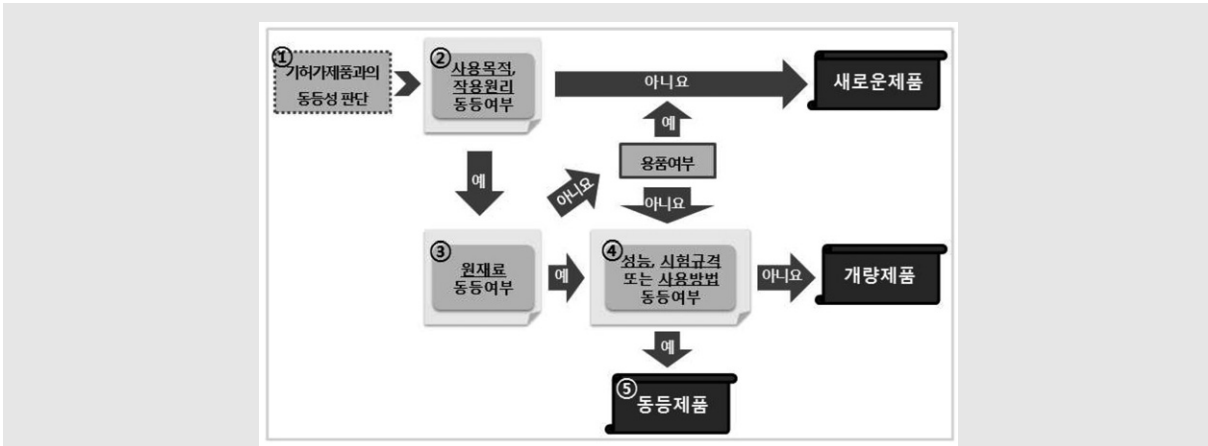 ①
기허가제품과의
동등성 판단
②
사용목적,
작용원리
동등여부
아니요
새로운제품
예
용품여부
예
아니요
아니요
③
원재료
동등여부
예
④
성능, 시험규격
또는 사용방법
동등여부
아니요
개량제품
예
⑤
동등제품